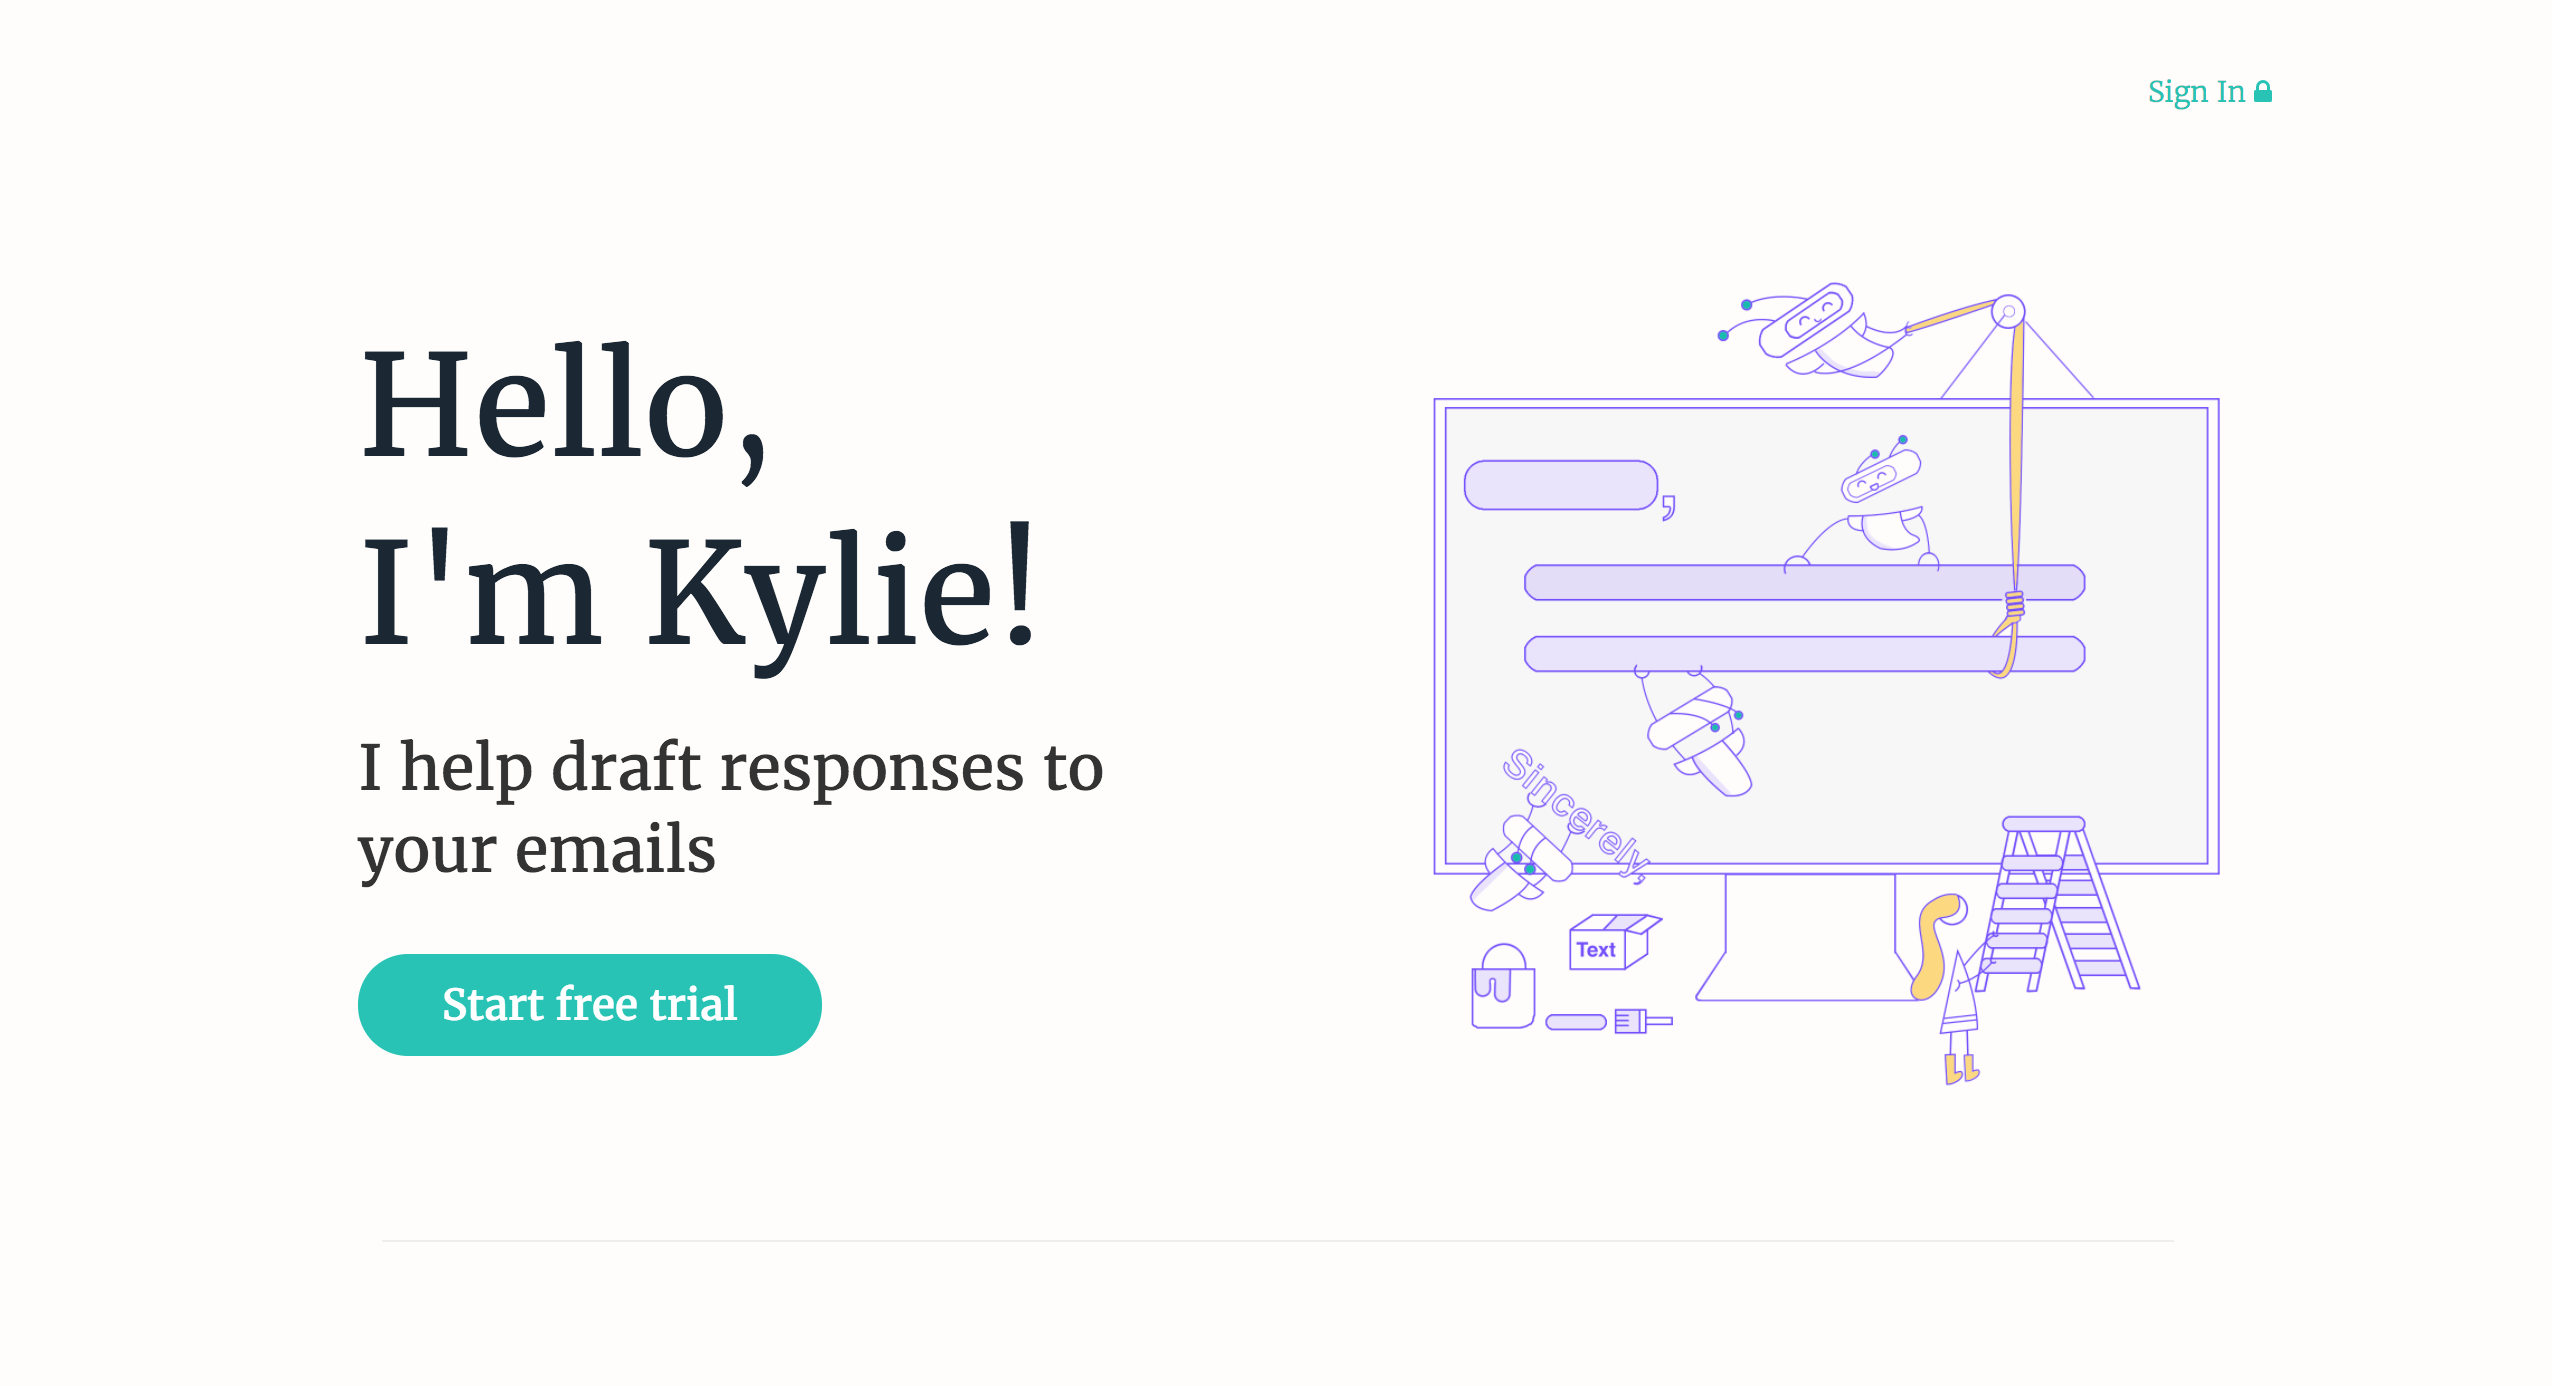 Sign In
Hello,
I'm Kylie!
I help draft responses to
your emails
Start free trial
,
Sincerely,
Text